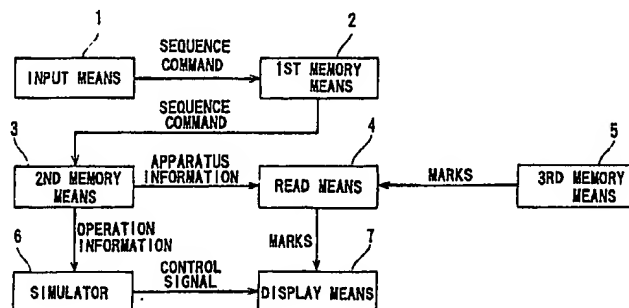 1
2
SEQUENCE
COMMAND
INPUT MEANS
1ST MEMORY
MEANS
SEQUENCE
COMMAND
3
4
5
2ND MEMORY
MEANS
APPARATUS
INFORMATION
READ MEANS
MARKS
3RD MEMORY
MEANS
OPERATION
INFORMATION
MARKS
6
7
SIMULATOR
CONTROL
SIGNAL
DISPLAY MEANS